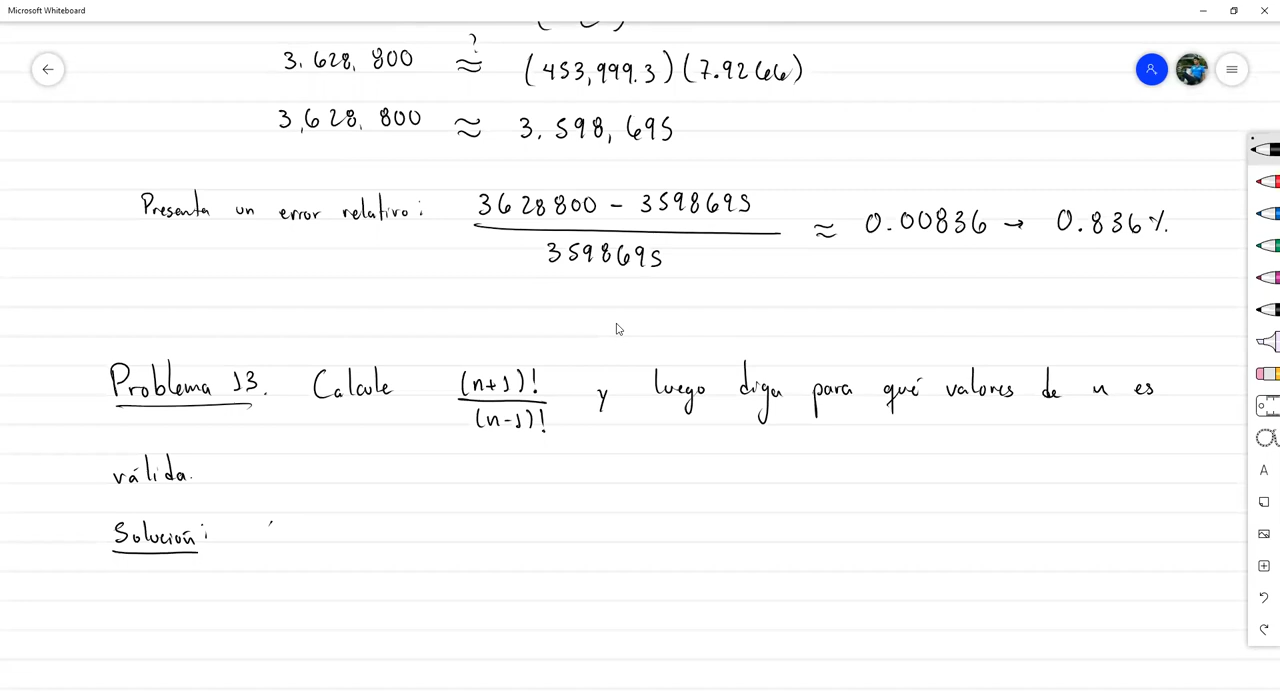 Microsoft Whiteboard
3,628,800 ≈? (453,999.3)(7.9266)
3,628,800 ≈ 3.598,695
Presenta un error relativo: (3628800 - 3598695) / 3598695 ≈ 0.00836 → 0.836%
Problema 13. Calcule (n+1)! / (n-1)! y luego diga para qué valores de n es
válida.
Solución: